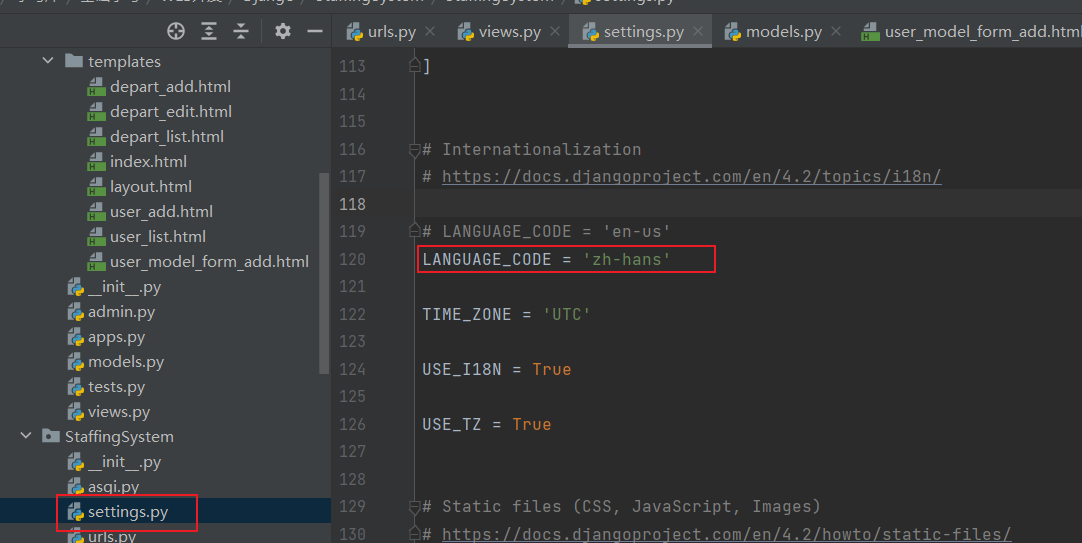 urls.py
views.py
settings.py
models.py
user_model_form_add.html
templates
depart_add.html
depart_edit.html
depart_list.html
index.html
layout.html
user_add.html
user_list.html
user_model_form_add.html
__init__.py
admin.py
apps.py
models.py
tests.py
views.py
StaffingSystem
__init__.py
asgi.py
settings.py
urls.py
113 ]
114
115
116 # Internationalization
117 # https://docs.djangoproject.com/en/4.2/topics/i18n/
118
119 # LANGUAGE_CODE = 'en-us'
120 LANGUAGE_CODE = 'zh-hans'
121
122 TIME_ZONE = 'UTC'
123
124 USE_I18N = True
125
126 USE_TZ = True
127
128
129 # Static files (CSS, JavaScript, Images)
130 # https://docs.djangoproject.com/en/4.2/howto/static-files/